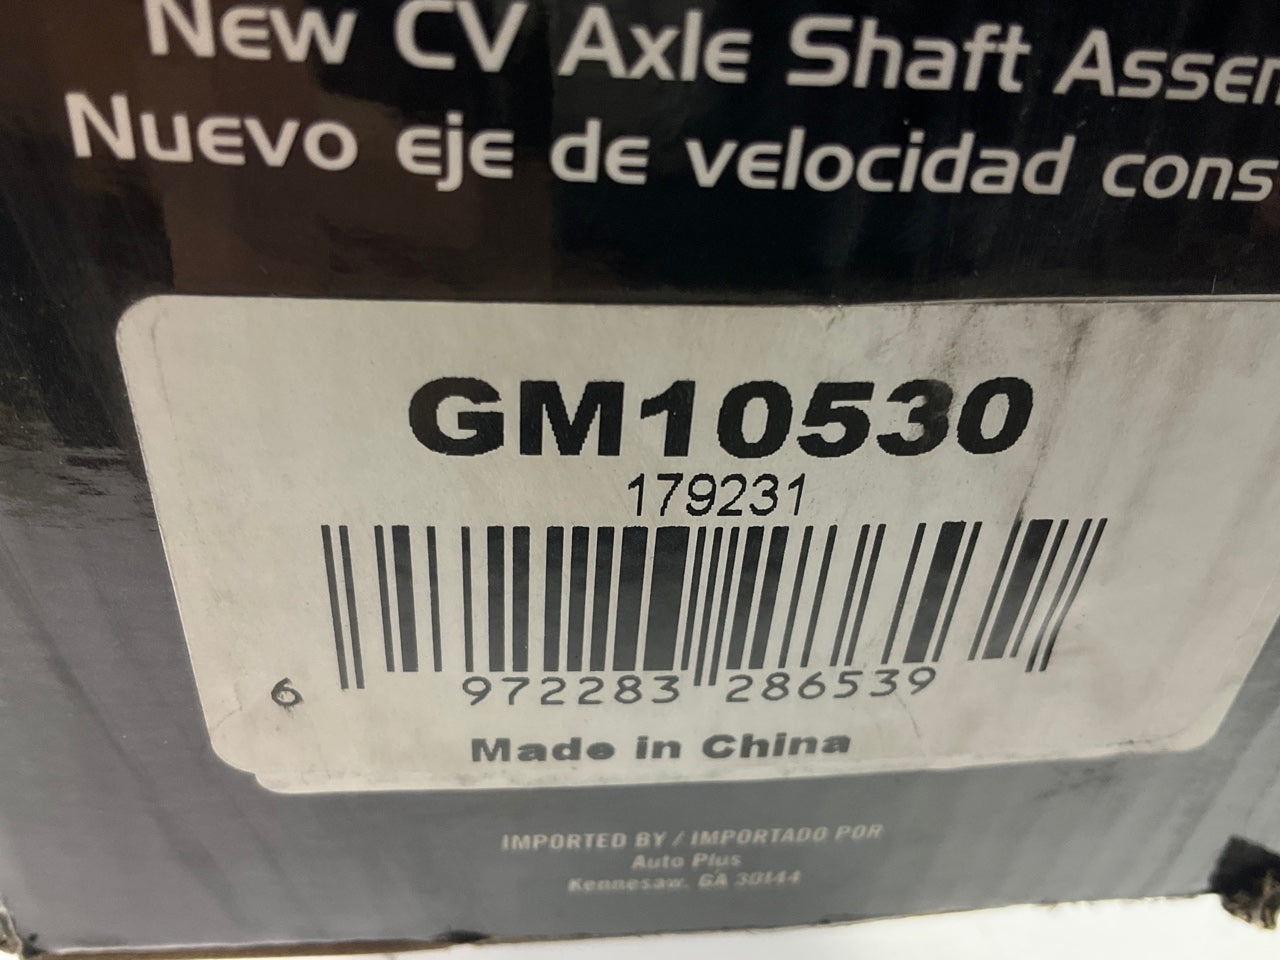 New CV Axle Shaft Assem
Nuevo eje de velocidad cons
GM10530
179231
6 972283 286539
Made in China
IMPORTED BY / IMPORTADO POR
Auto Plus
Kennesaw, GA 30144